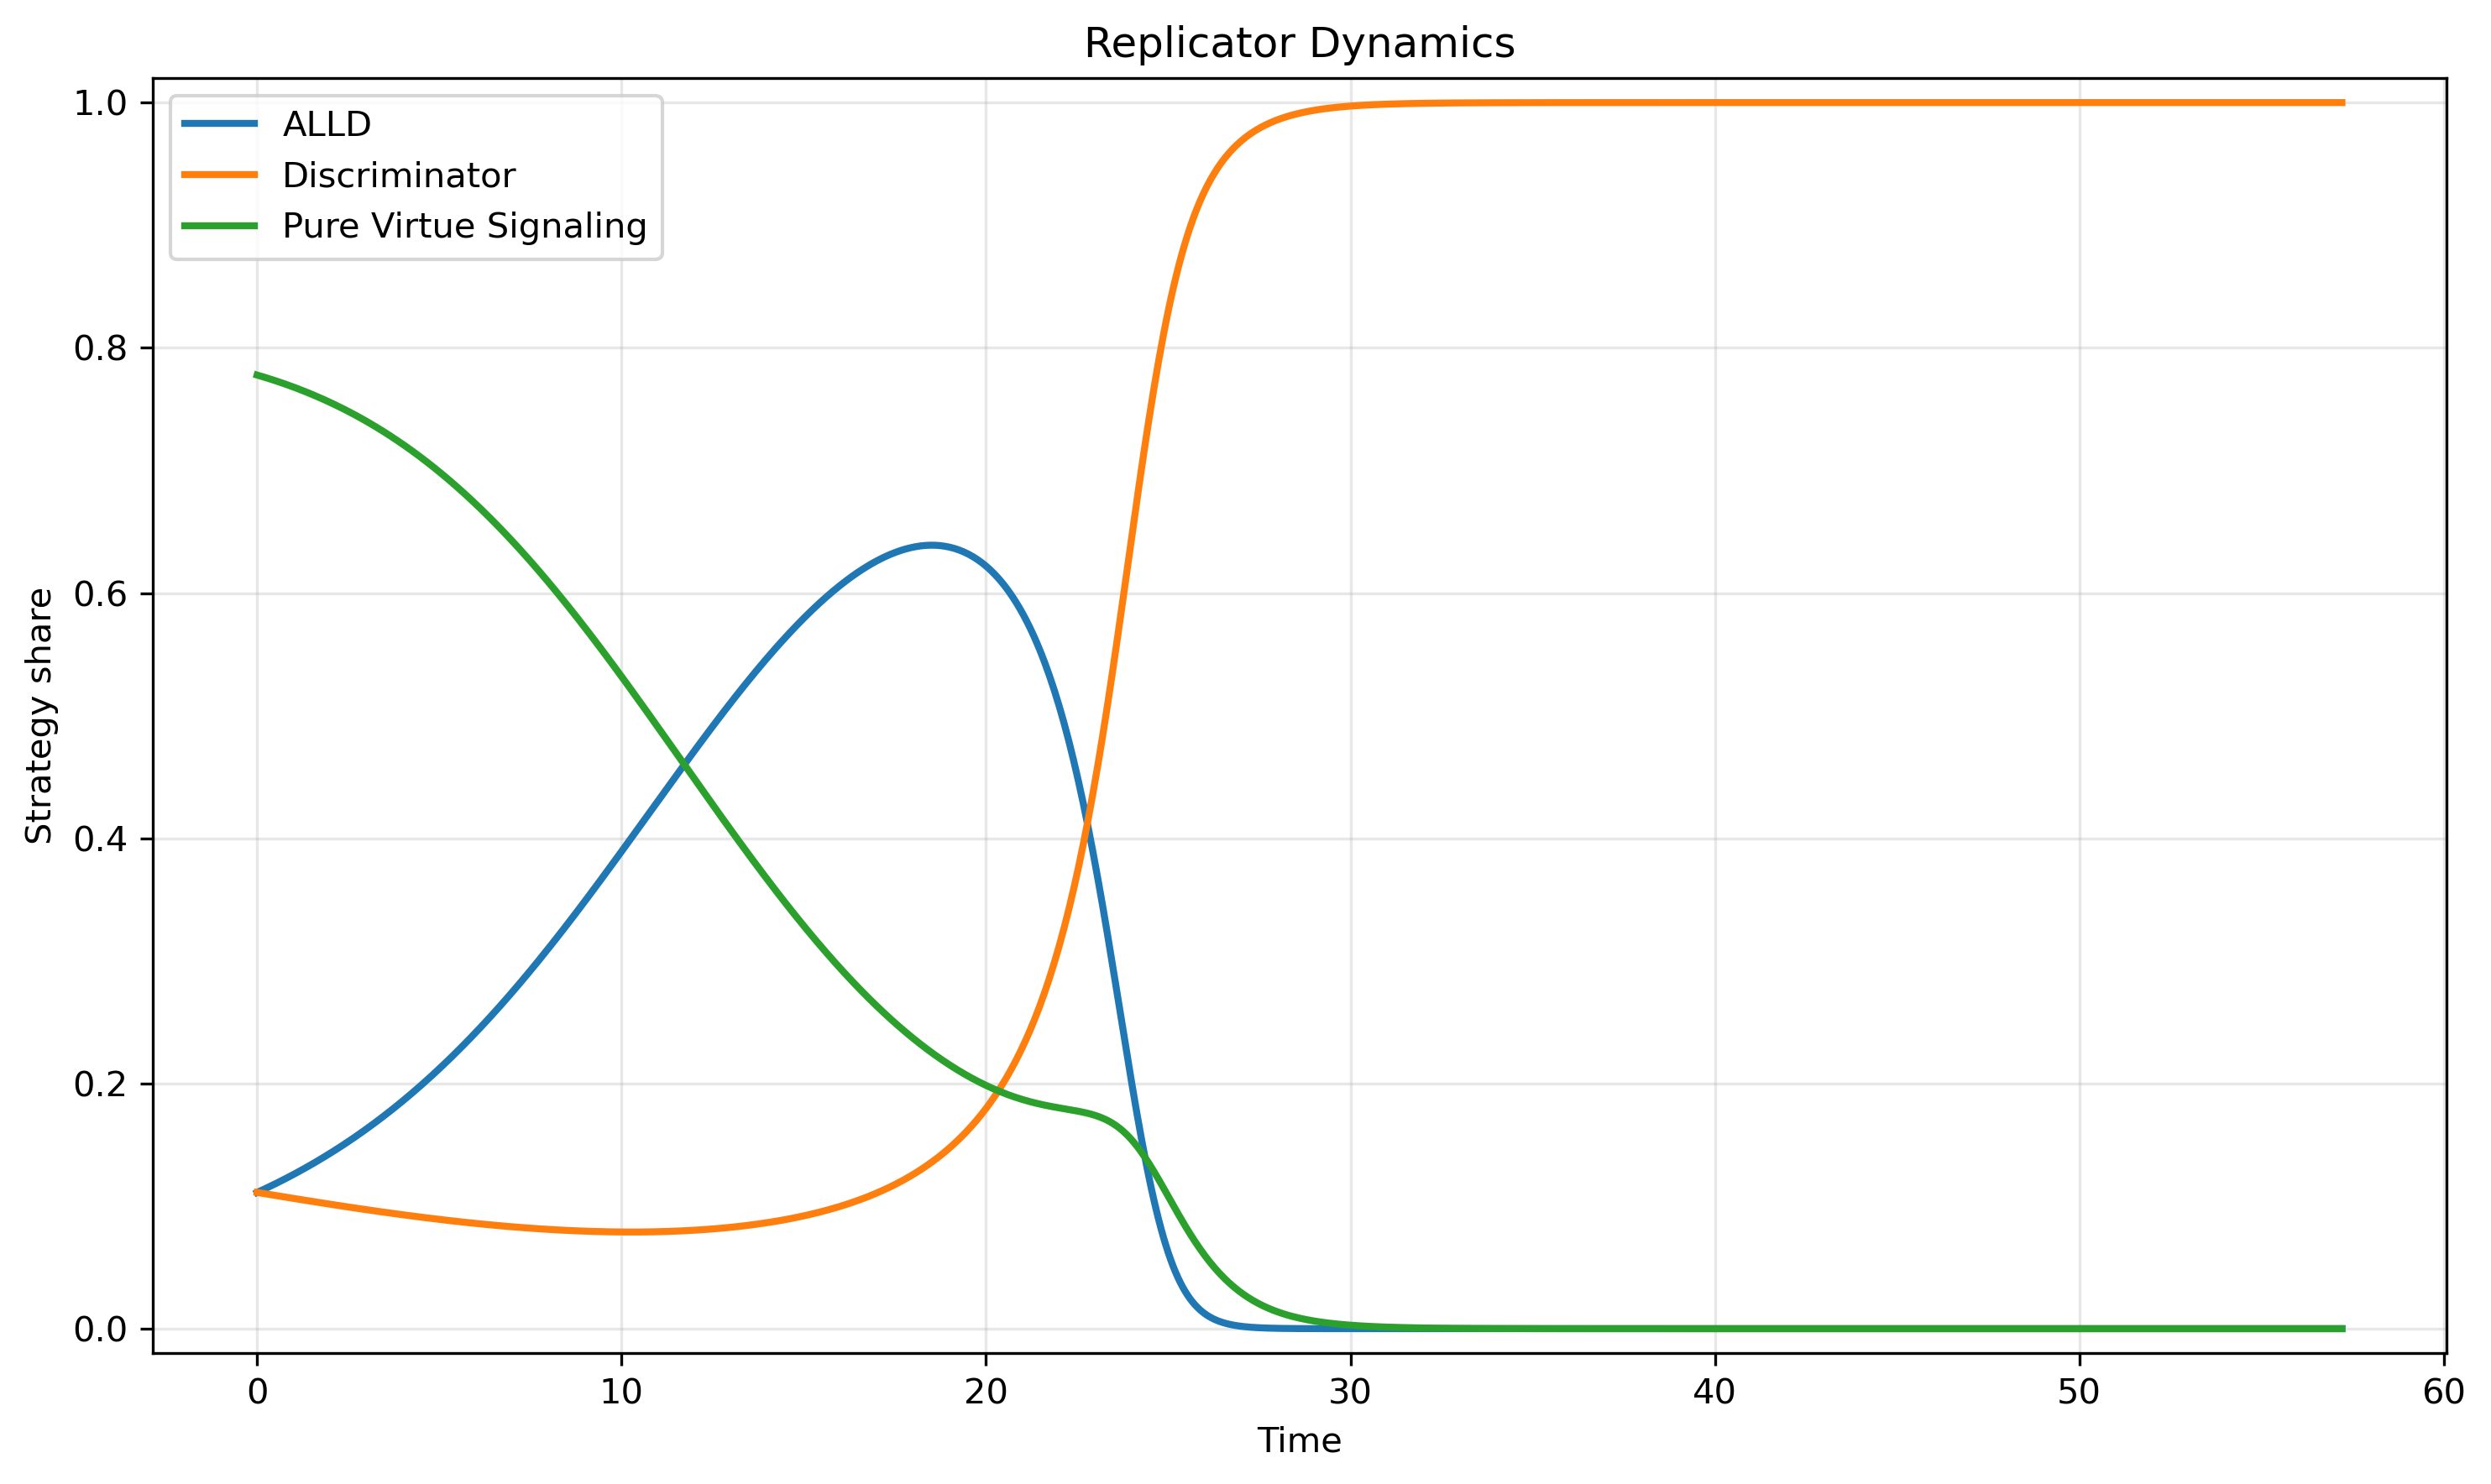 Replicator Dynamics
ALLD
Discriminator
Pure Virtue Signaling
Strategy share
1.0
0.8
0.6
0.4
0.2
0.0
0 10 20 30 40 50 60
Time